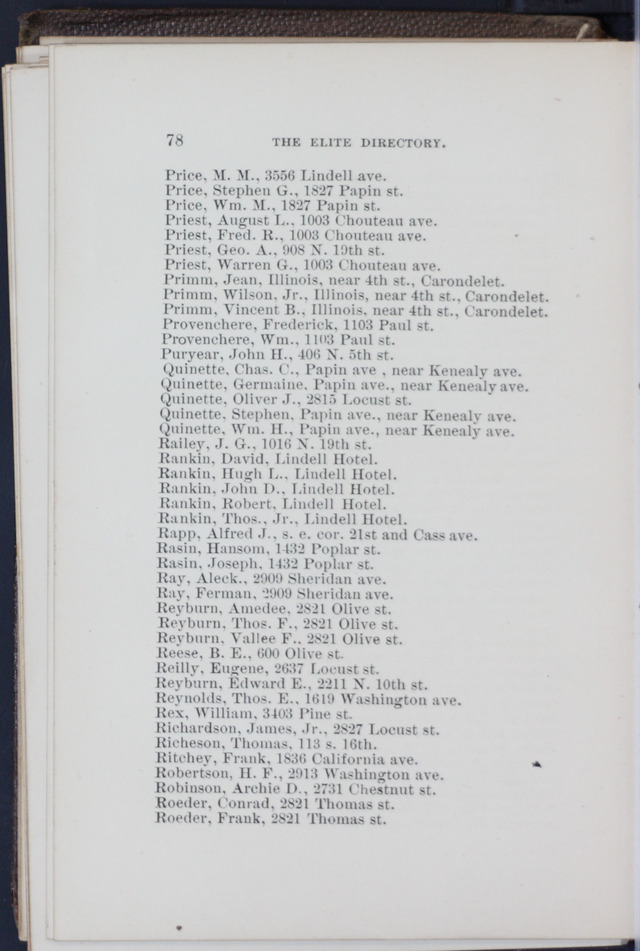 78 THE ELITE DIRECTORY.
Price, M. M., 3556 Lindell ave.
Price, Stephen G., 1827 Papin st.
Price, Wm. M., 1827 Papin st.
Priest, August L., 1003 Chouteau ave.
Priest, Fred. R., 1003 Chouteau ave.
Priest, Geo. A., 908 N. 19th st.
Priest, Warren G., 1003 Chouteau ave.
Primm, Jean, Illinois, near 4th st., Carondelet.
Primm, Wilson, Jr., Illinois, near 4th st., Carondelet.
Primm, Vincent B., Illinois, near 4th st., Carondelet.
Provenchere, Frederick, 1103 Paul st.
Provenchere, Wm., 1103 Paul st.
Puryear, John H., 406 N. 5th st.
Quinette, Chas. C., Papin ave , near Kenealy ave.
Quinette, Germaine, Papin ave., near Kenealy ave.
Quinette, Oliver J., 2815 Locust st.
Quinette, Stephen, Papin ave., near Kenealy ave.
Quinette, Wm. H., Papin ave., near Kenealy ave.
Railey, J. G., 1016 N. 19th st.
Rankin, David, Lindell Hotel.
Rankin, Hugh L., Lindell Hotel.
Rankin, John D., Lindell Hotel.
Rankin, Robert, Lindell Hotel.
Rankin, Thos., Jr., Lindell Hotel.
Rapp, Alfred J., s. e. cor. 21st and Cass ave.
Rasin, Hansom, 1432 Poplar st.
Rasin, Joseph, 1432 Poplar st.
Ray, Aleck., 2909 Sheridan ave.
Ray, Ferman, 2909 Sheridan ave.
Reyburn, Amedee, 2821 Olive st.
Reyburn, Thos. F., 2821 Olive st.
Reyburn, Vallee F., 2821 Olive st.
Reese, B. E., 600 Olive st.
Reilly, Eugene, 2637 Locust st.
Reyburn, Edward E., 2211 N. 10th st.
Reynolds, Thos. E., 1619 Washington ave.
Rex, William, 3403 Pine st.
Richardson, James, Jr., 2827 Locust st.
Richeson, Thomas, 113 s. 16th.
Ritchey, Frank, 1836 California ave.
Robertson, H. F., 2913 Washington ave.
Robinson, Archie D., 2731 Chestnut st.
Roeder, Conrad, 2821 Thomas st.
Roeder, Frank, 2821 Thomas st.